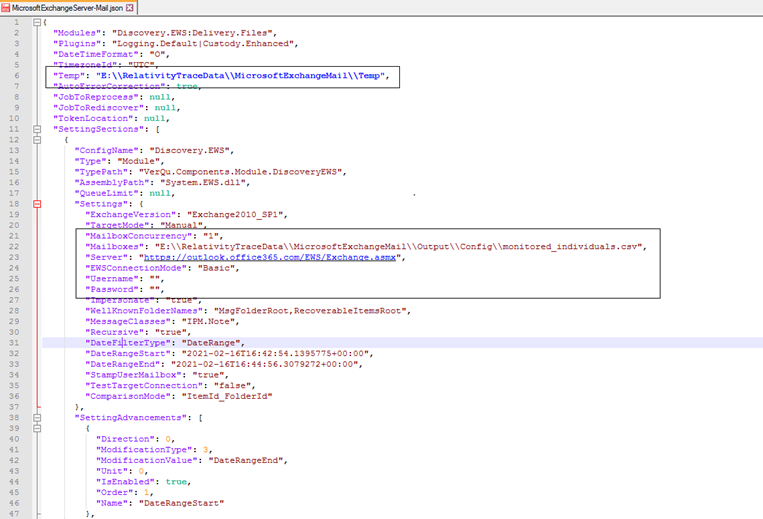 MicrosoftExchangeServer-Mail.json
1 {
2 "Modules": "Discovery.EWS:Delivery.Files",
3 "Plugins": "Logging.Default|Custody.Enhanced",
4 "DateTimeFormat": "O",
5 "TimezoneId": "UTC",
6 "Temp": "E:\\RelativityTraceData\\MicrosoftExchangeMail\\Temp",
7 "AutoErrorCorrection": true,
8 "JobToReprocess": null,
9 "JobToRediscover": null,
10 "TokenLocation": null,
11 "SettingSections": [
12 {
13 "ConfigName": "Discovery.EWS",
14 "Type": "Module",
15 "TypePath": "VerQu.Components.Module.DiscoveryEWS",
16 "AssemblyPath": "System.EWS.dll",
17 "QueueLimit": null,
18 "Settings": {
19 "ExchangeVersion": "Exchange2010_SP1",
20 "TargetMode": "Manual",
21 "MailboxConcurrency": "1",
22 "Mailboxes": "E:\\RelativityTraceData\\MicrosoftExchangeMail\\Output\\Config\\monitored_individuals.csv",
23 "Server": "https://outlook.office365.com/EWS/Exchange.asmx",
24 "EWSConnectionMode": "Basic",
25 "Username": "",
26 "Password": "",
27 "Impersonate": "true",
28 "WellKnownFolderNames": "MsgFolderRoot,RecoverableItemsRoot",
29 "MessageClasses": "IPM.Note",
30 "Recursive": "true",
31 "DateFilterType": "DateRange",
32 "DateRangeStart": "2021-02-16T16:42:54.1395775+00:00",
33 "DateRangeEnd": "2021-02-16T16:44:56.3079272+00:00",
34 "StampUserMailbox": "true",
35 "TestTargetConnection": "false",
36 "ComparisonMode": "ItemId_FolderId"
37 },
38 "SettingAdvancements": [
39 {
40 "Direction": 0,
41 "ModificationType": 3,
42 "ModificationValue": "DateRangeEnd",
43 "Unit": 0,
44 "IsEnabled": true,
45 "Order": 1,
46 "Name": "DateRangeStart"
47 },